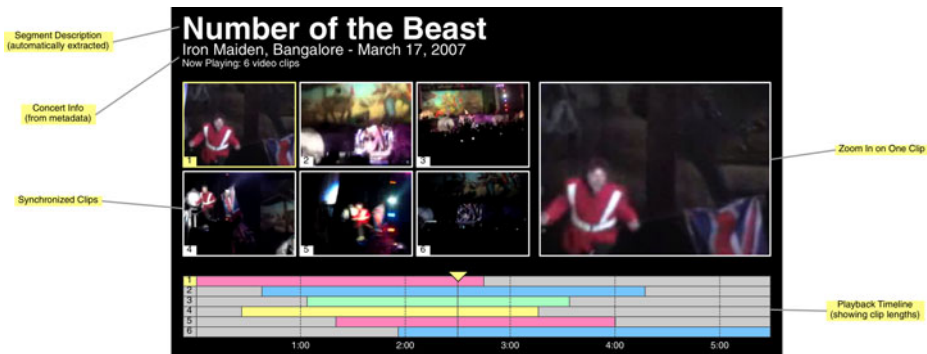 Number of the Beast
Iron Maiden, Bangalore - March 17, 2007
Now Playing: 6 video clips
Segment Description
(automatically extracted)
Concert Info
(from metadata)
Synchronized Clips
Zoom In on One Clip
Playback Timeline
(showing clip lengths)
1
2
3
4
5
6
1
2
3
4
5
6
1:00
2:00
3:00
4:00
5:00